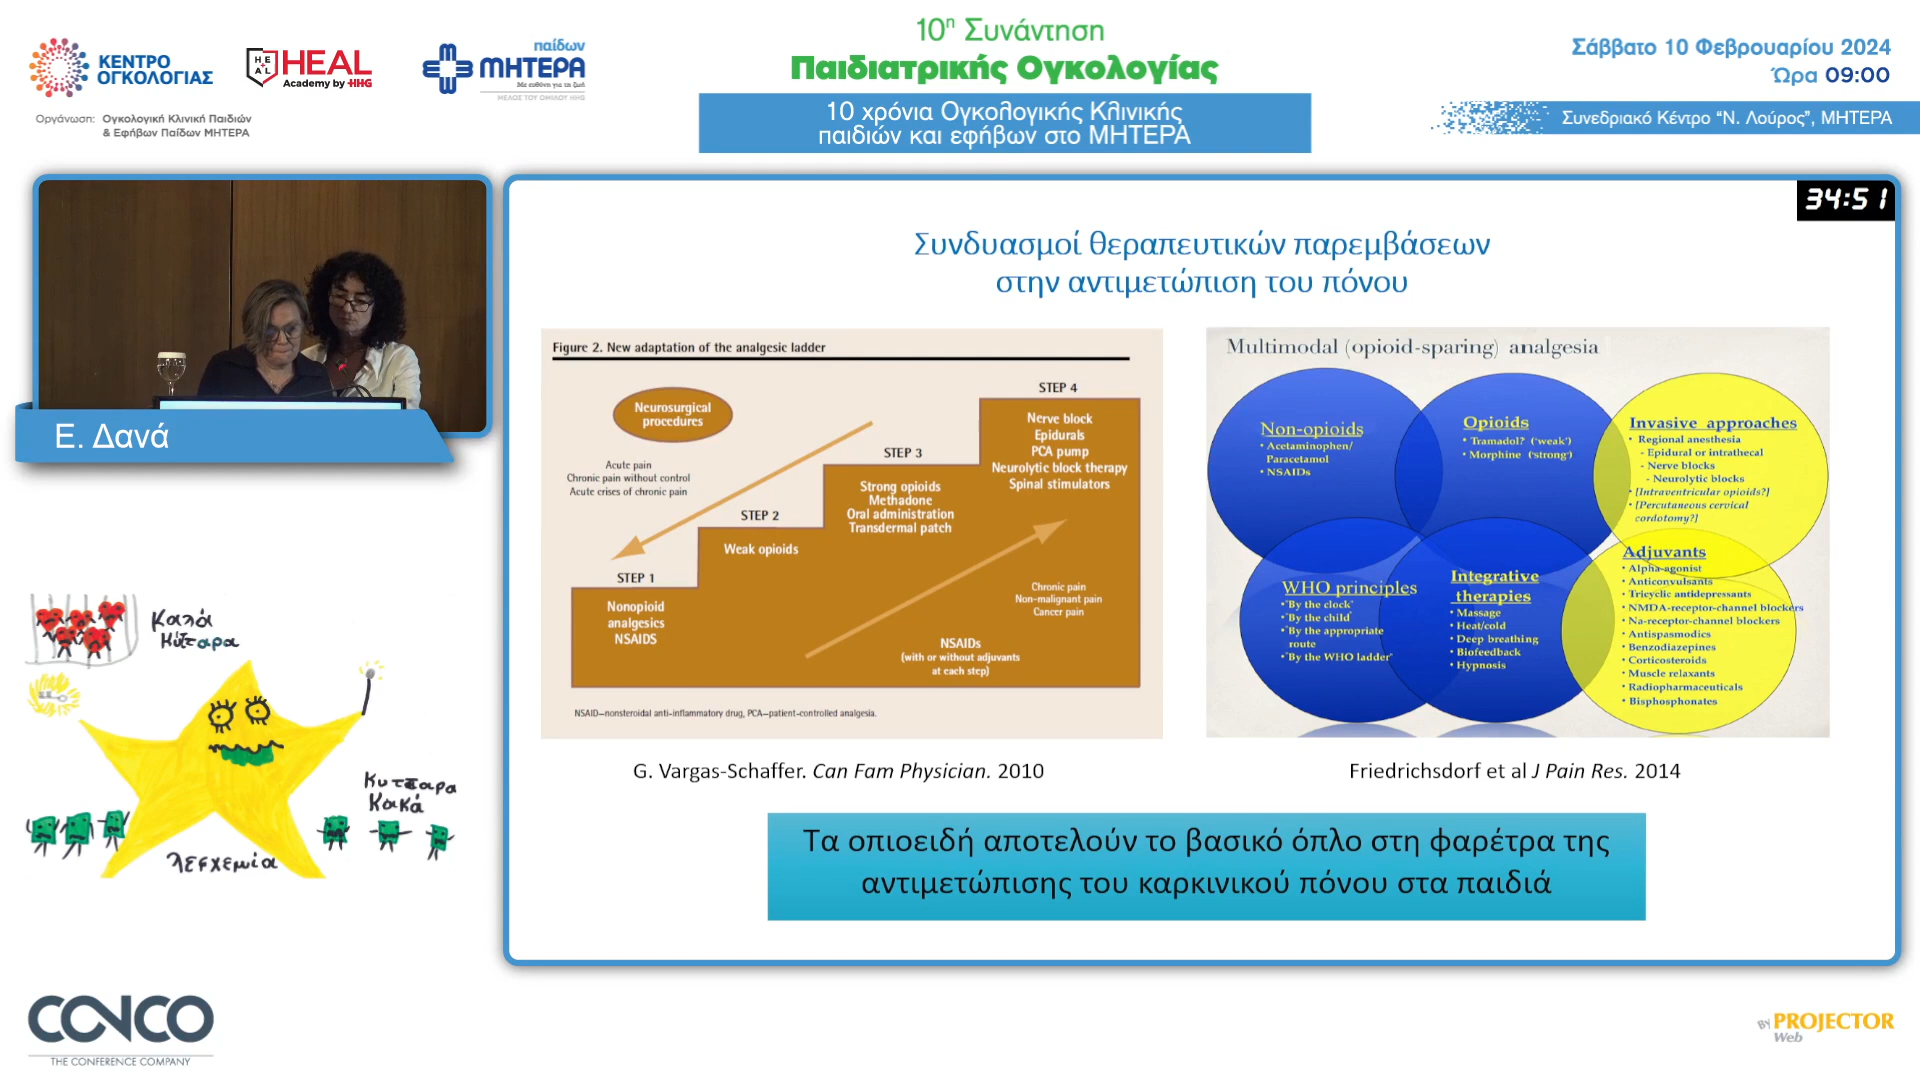 ΚΕΝΤΡΟ
ΟΓΚΟΛΟΓΙΑΣ
HEAL
HEAL
Academy by HHG
παίδων
ΜΗΤΕΡΑ
Με ευθύνη για τη ζωή
ΜΕΛΟΣ ΤΟΥ ΟΜΙΛΟΥ HHG
Οργάνωση: Ογκολογική Κλινική Παιδιών
& Εφήβων Παίδων ΜΗΤΕΡΑ
10η Συνάντηση
Παιδιατρικής Ογκολογίας
10 χρόνια Ογκολογικής Κλινικής
παιδιών και εφήβων στο ΜΗΤΕΡΑ
Σάββατο 10 Φεβρουαρίου 2024
Ώρα 09:00
Συνεδριακό Κέντρο “Ν. Λούρος”, ΜΗΤΕΡΑ
Ε. Δανά
34:51
Συνδυασμοί θεραπευτικών παρεμβάσεων
στην αντιμετώπιση του πόνου
Figure 2. New adaptation of the analgesic ladder
Neurosurgical
procedures
Acute pain
Chronic pain without control
Acute crises of chronic pain
STEP 1
Nonopioid
analgesics
NSAIDS
STEP 2
Weak opioids
STEP 3
Strong opioids
Methadone
Oral administration
Transdermal patch
STEP 4
Nerve block
Epidurals
PCA pump
Neurolytic block therapy
Spinal stimulators
Chronic pain
Non-malignant pain
Cancer pain
NSAIDs
(with or without adjuvants
at each step)
NSAID—nonsteroidal anti-inflammatory drug, PCA—patient-controlled analgesia.
G. Vargas-Schaffer. Can Fam Physician. 2010
Multimodal (opioid-sparing) analgesia
Non-opioids
• Acetaminophen/
Paracetamol
• NSAIDs
Opioids
• Tramadol? ('weak')
• Morphine ('strong')
Invasive approaches
• Regional anesthesia
- Epidural or intrathecal
- Nerve blocks
- Neurolytic blocks
• [Intraventricular opioids?]
• [Percutaneous cervical
cordotomy?]
WHO principles
• "By the clock"
• "By the child"
• "By the appropriate
route
• "By the WHO ladder"
Integrative
therapies
• Massage
• Heat/cold
• Deep breathing
• Biofeedback
• Hypnosis
Adjuvants
• Alpha-agonist
• Anticonvulsants
• Tricyclic antidepressants
• NMDA-receptor-channel blockers
• Na-receptor-channel blockers
• Antispasmodics
• Benzodiazepines
• Corticosteroids
• Muscle relaxants
• Radiopharmaceuticals
• Bisphosphonates
Friedrichsdorf et al J Pain Res. 2014
Τα οπιοειδή αποτελούν το βασικό όπλο στη φαρέτρα της
αντιμετώπισης του καρκινικού πόνου στα παιδιά
Καλά
Κύτταρα
Κυτταρα
Κακά
λεγχεμία
CONCO
THE CONFERENCE COMPANY
BY PROJECTOR
Web